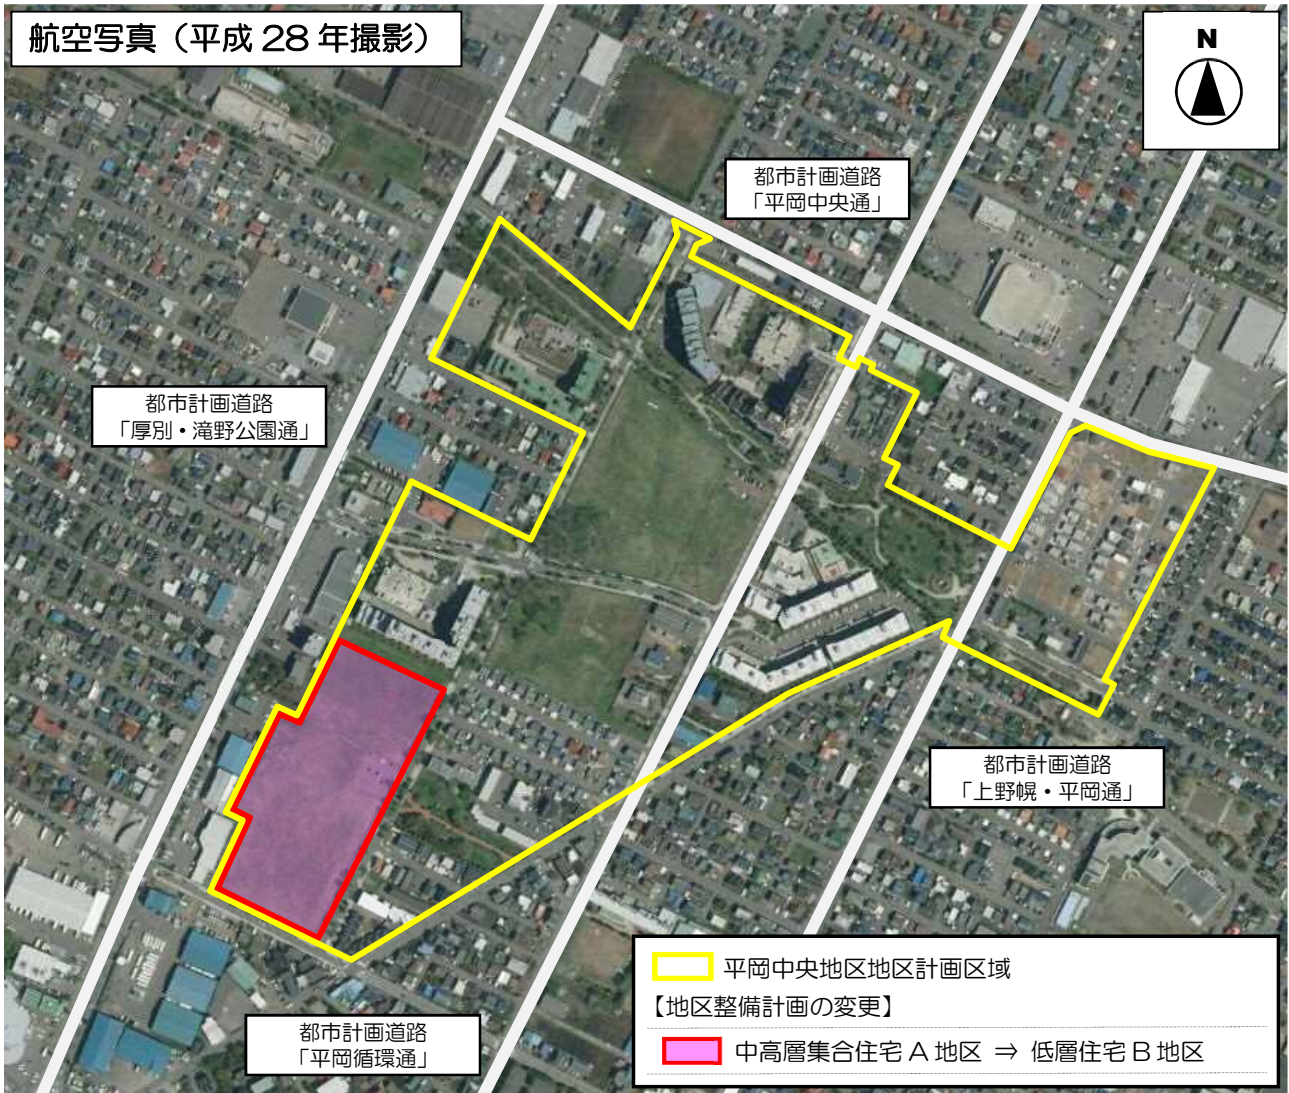 航空写真（平成 28 年撮影）
N
都市計画道路
「平岡中央通」
都市計画道路
「厚別・滝野公園通」
都市計画道路
「上野幌・平岡通」
都市計画道路
「平岡循環通」
平岡中央地区地区計画区域
【地区整備計画の変更】
中高層集合住宅 A 地区 ⇒ 低層住宅 B 地区